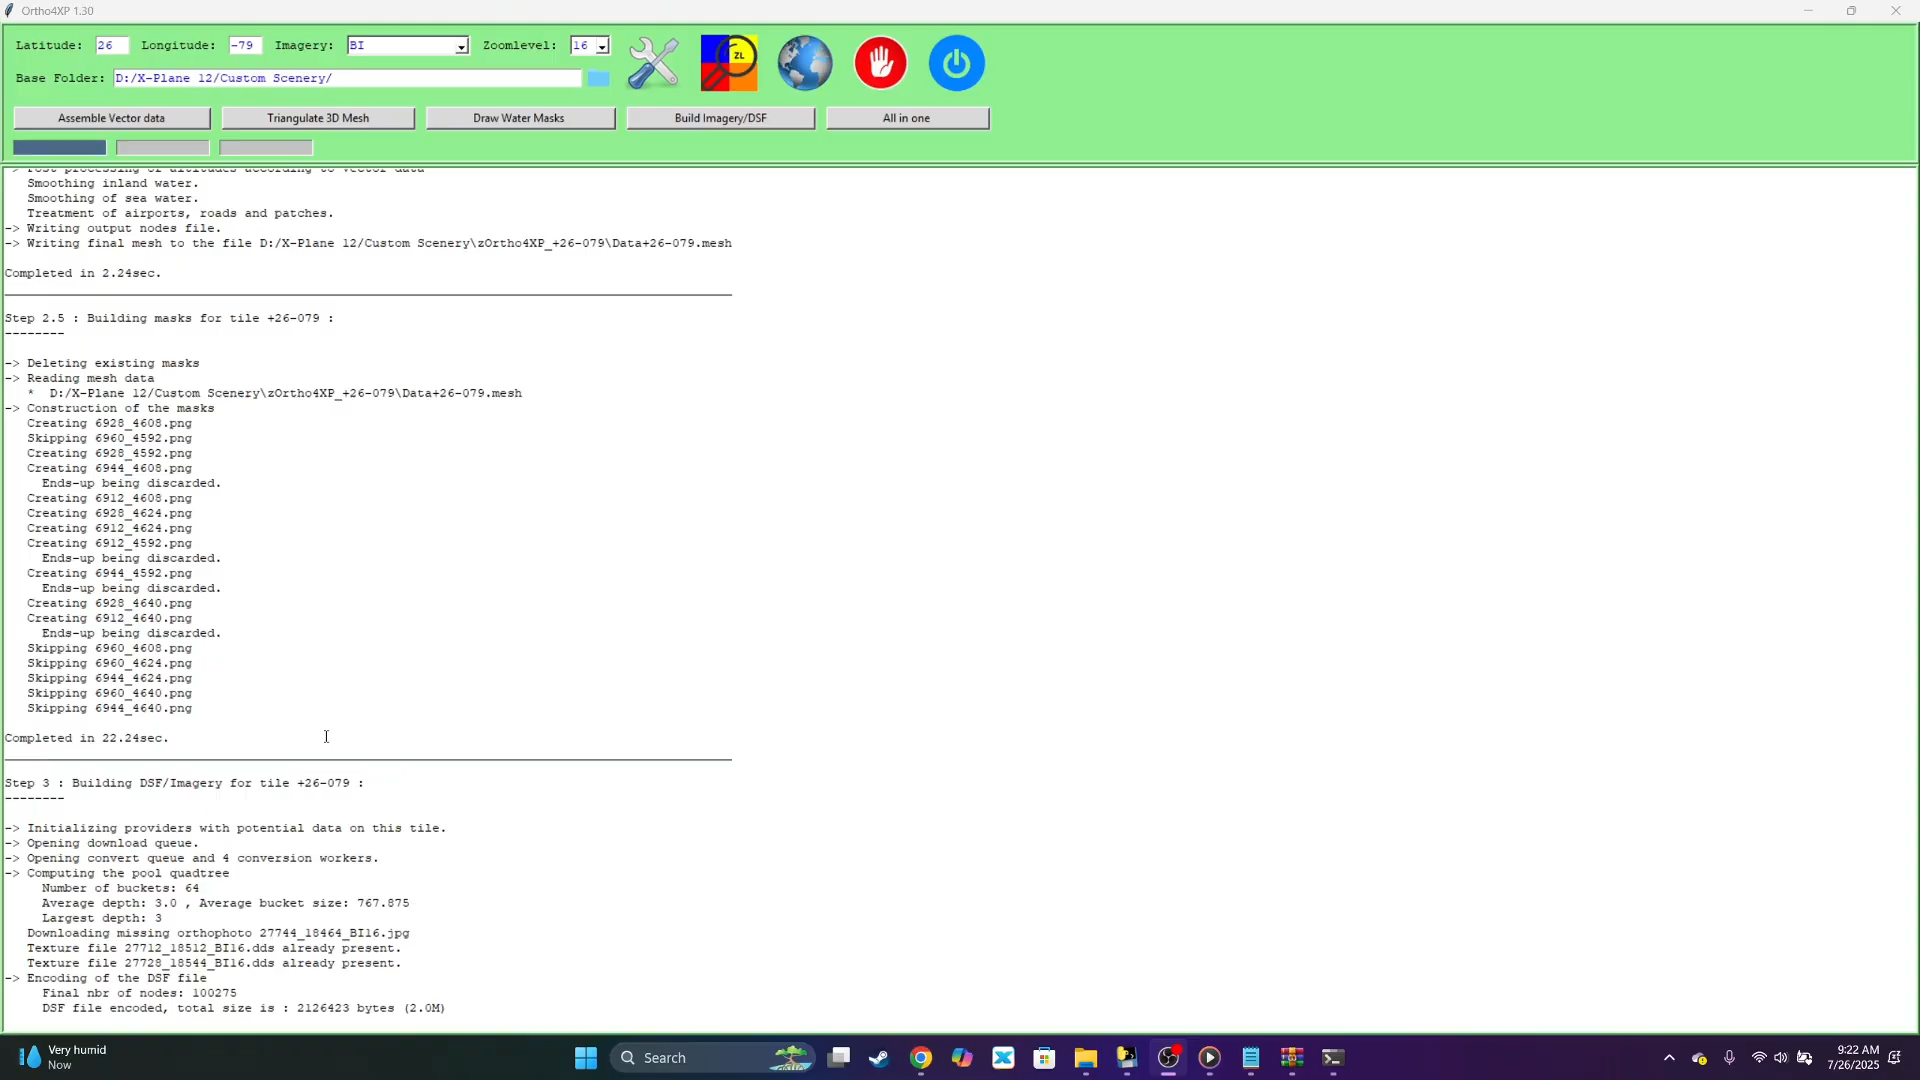 Ortho4XP 1.30
Latitude: 26 Longitude: -79 Imagery: BI Zoomlevel: 16
ZL
Base Folder: D:/X-Plane 12/Custom Scenery/
Assemble Vector data Triangulate 3D Mesh Draw Water Masks Build Imagery/DSF All in one
-> Post processing of altitudes according to vector data
Smoothing inland water.
Smoothing of sea water.
Treatment of airports, roads and patches.
-> Writing output nodes file.
-> Writing final mesh to the file D:/X-Plane 12/Custom Scenery\zOrtho4XP_+26-079\Data+26-079.mesh
Completed in 2.24sec.
Step 2.5 : Building masks for tile +26-079 :
--------
-> Deleting existing masks
-> Reading mesh data
* D:/X-Plane 12/Custom Scenery\zOrtho4XP_+26-079\Data+26-079.mesh
-> Construction of the masks
Creating 6928_4608.png
Skipping 6960_4592.png
Creating 6928_4592.png
Creating 6944_4608.png
Ends-up being discarded.
Creating 6912_4608.png
Creating 6928_4624.png
Creating 6912_4624.png
Creating 6912_4592.png
Ends-up being discarded.
Creating 6944_4592.png
Ends-up being discarded.
Creating 6928_4640.png
Creating 6912_4640.png
Ends-up being discarded.
Skipping 6960_4608.png
Skipping 6960_4624.png
Skipping 6944_4624.png
Skipping 6960_4640.png
Skipping 6944_4640.png
Completed in 22.24sec.
Step 3 : Building DSF/Imagery for tile +26-079 :
--------
-> Initializing providers with potential data on this tile.
-> Opening download queue.
-> Opening convert queue and 4 conversion workers.
-> Computing the pool quadtree
Number of buckets: 64
Average depth: 3.0 , Average bucket size: 767.875
Largest depth: 3
Downloading missing orthophoto 27744_18464_BI16.jpg
Texture file 27712_18512_BI16.dds already present.
Texture file 27728_18544_BI16.dds already present.
-> Encoding of the DSF file
Final nbr of nodes: 100275
DSF file encoded, total size is : 2126423 bytes (2.0M)
Very humid
Now
Search
9:22 AM
7/26/2025